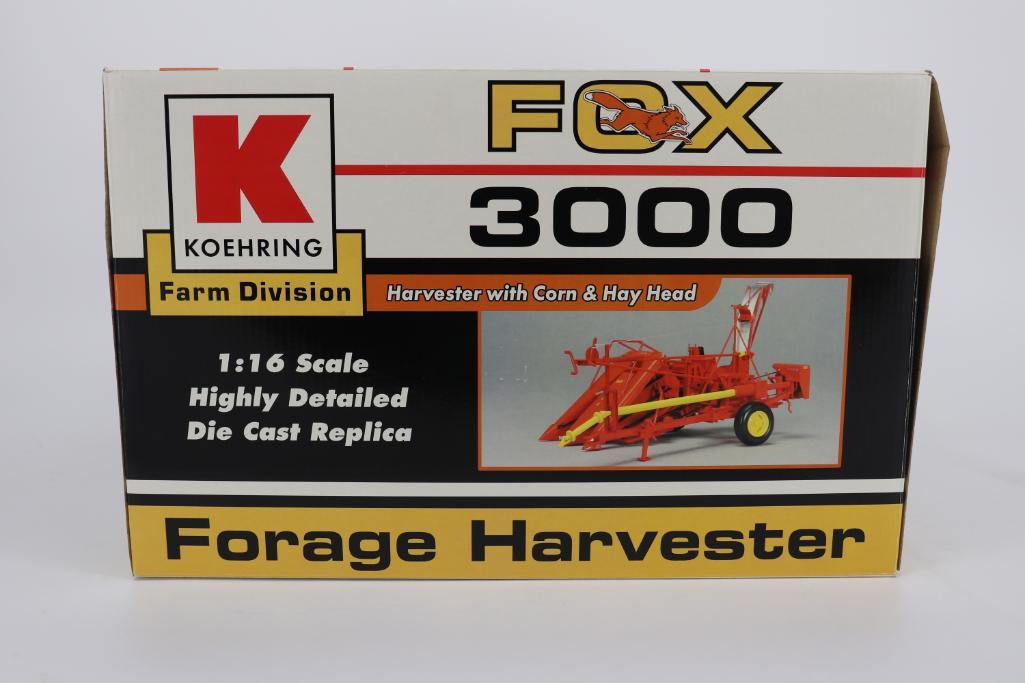 FOX
3000
K
KOEHRING
Farm Division
Harvester with Corn & Hay Head
1:16 Scale
Highly Detailed
Die Cast Replica
Forage Harvester